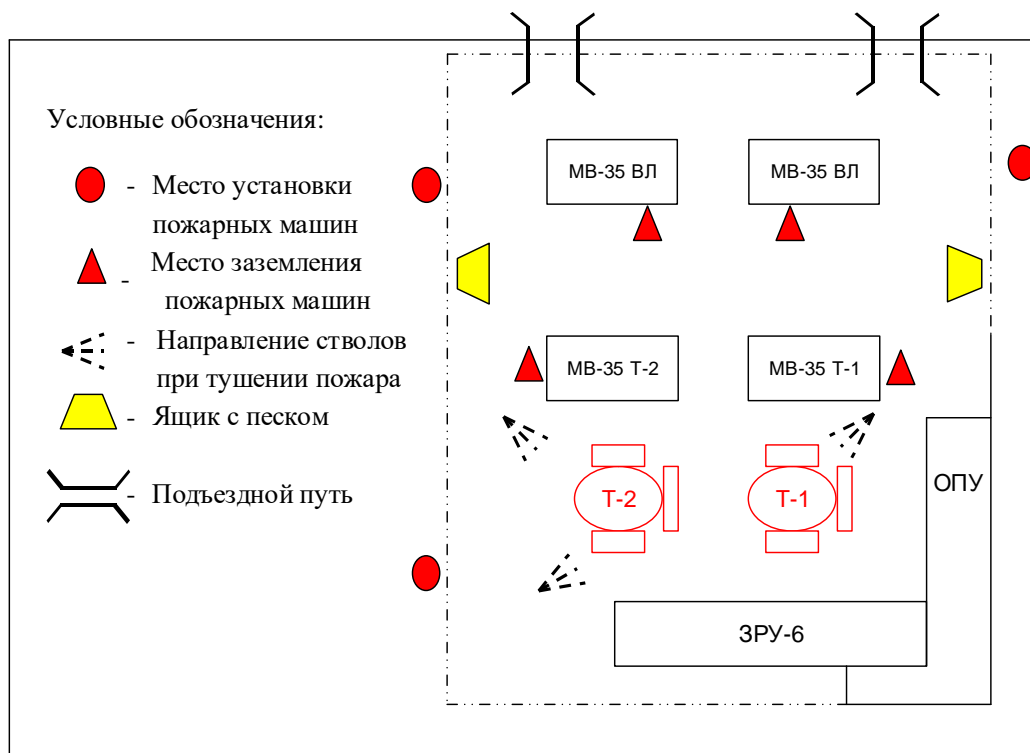 Условные обозначения:
- Место установки
пожарных машин
- Место заземления
пожарных машин
- Направление стволов
при тушении пожара
- Ящик с песком
- Подъездной путь
МВ-35 ВЛ
МВ-35 ВЛ
МВ-35 Т-2
МВ-35 Т-1
Т-2
Т-1
ОПУ
ЗРУ-6